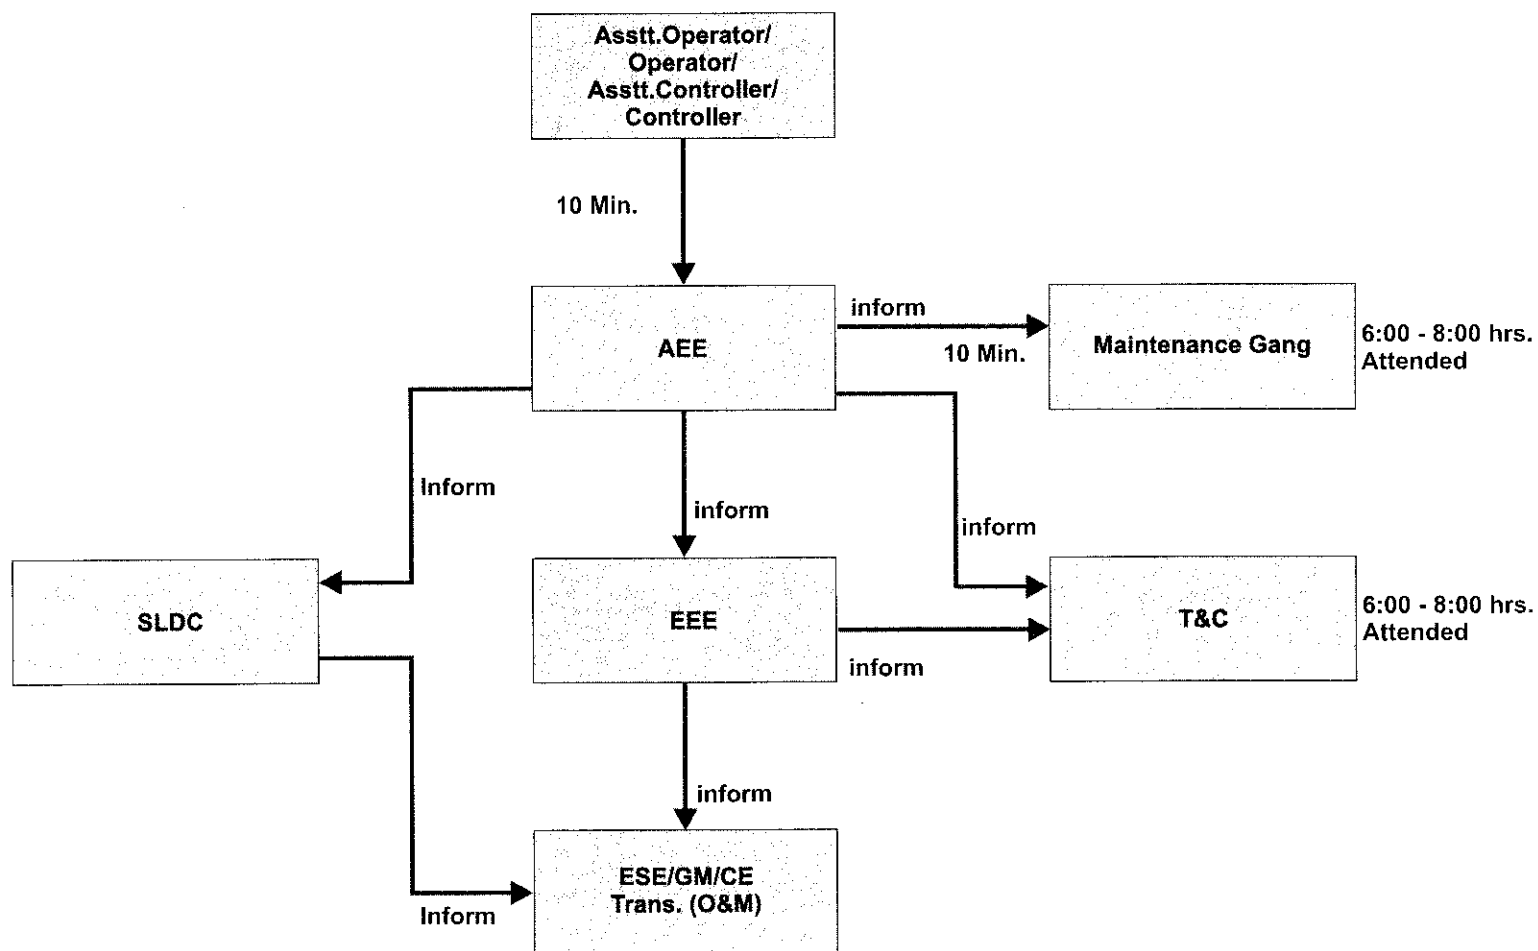 Asstt.Operator/
Operator/
Asstt.Controller/
Controller
10 Min.
AEE
inform
10 Min.
Maintenance Gang
6:00 - 8:00 hrs.
Attended
Inform
inform
inform
SLDC
EEE
inform
T&C
6:00 - 8:00 hrs.
Attended
inform
Inform
ESE/GM/CE
Trans. (O&M)